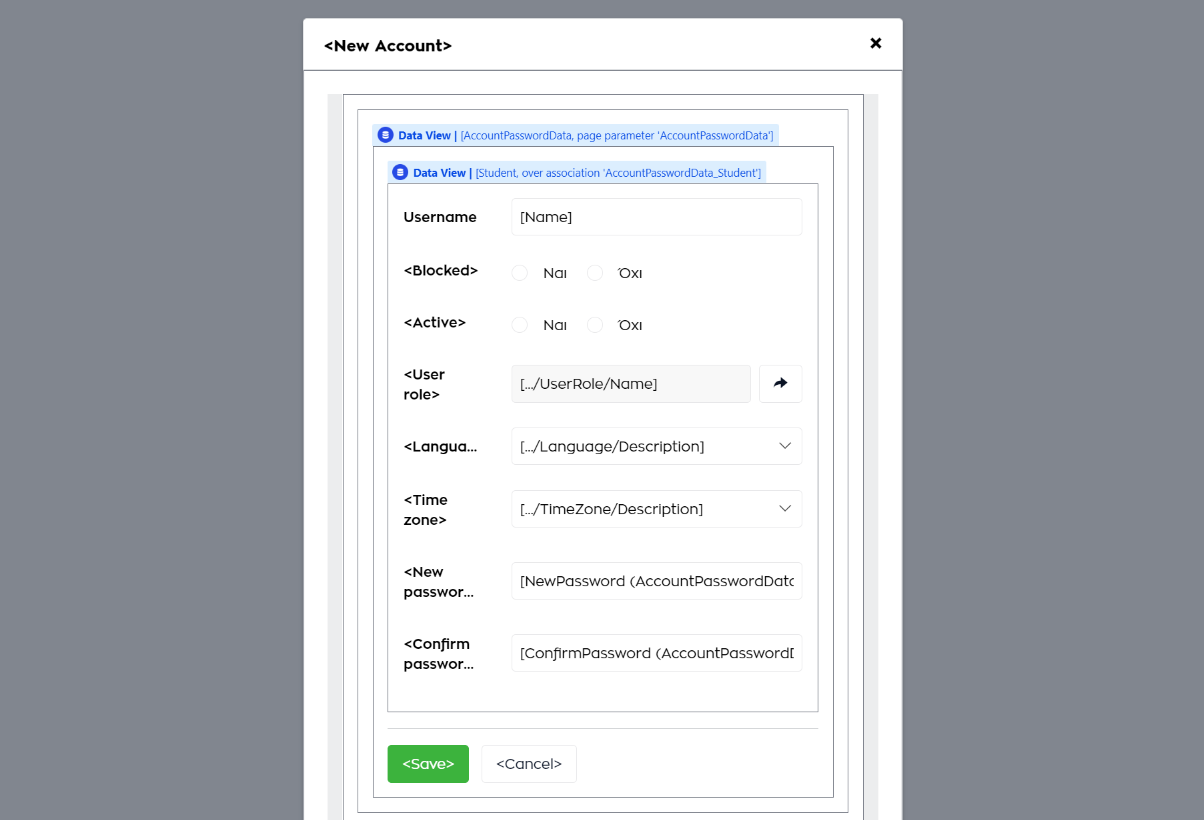 <New Account>
Data View | [AccountPasswordData, page parameter 'AccountPasswordData']
Data View | [Student, over association 'AccountPasswordData_Student']
Username [Name]
<Blocked> Ναι Όχι
<Active> Ναι Όχι
<User
role> [.../UserRole/Name]
<Langua... [.../Language/Description]
<Time
zone> [.../TimeZone/Description]
<New
passwor... [NewPassword (AccountPasswordData
<Confirm
passwor... [ConfirmPassword (AccountPasswordD
<Save> <Cancel>